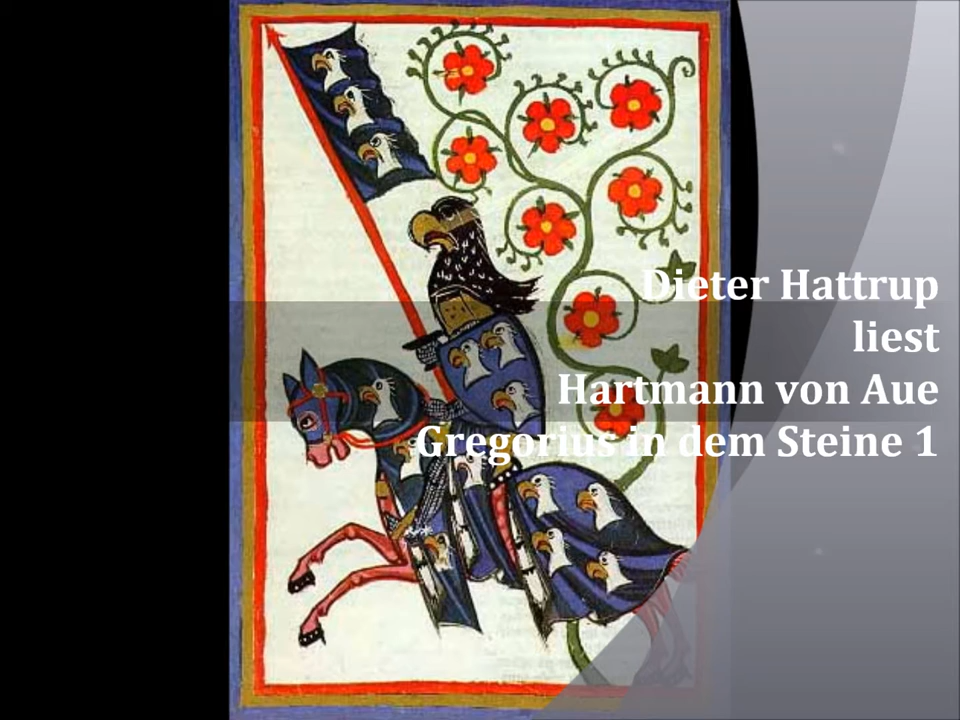 Dieter Hattrup
liest
Hartmann von Aue
Gregorius in dem Steine 1